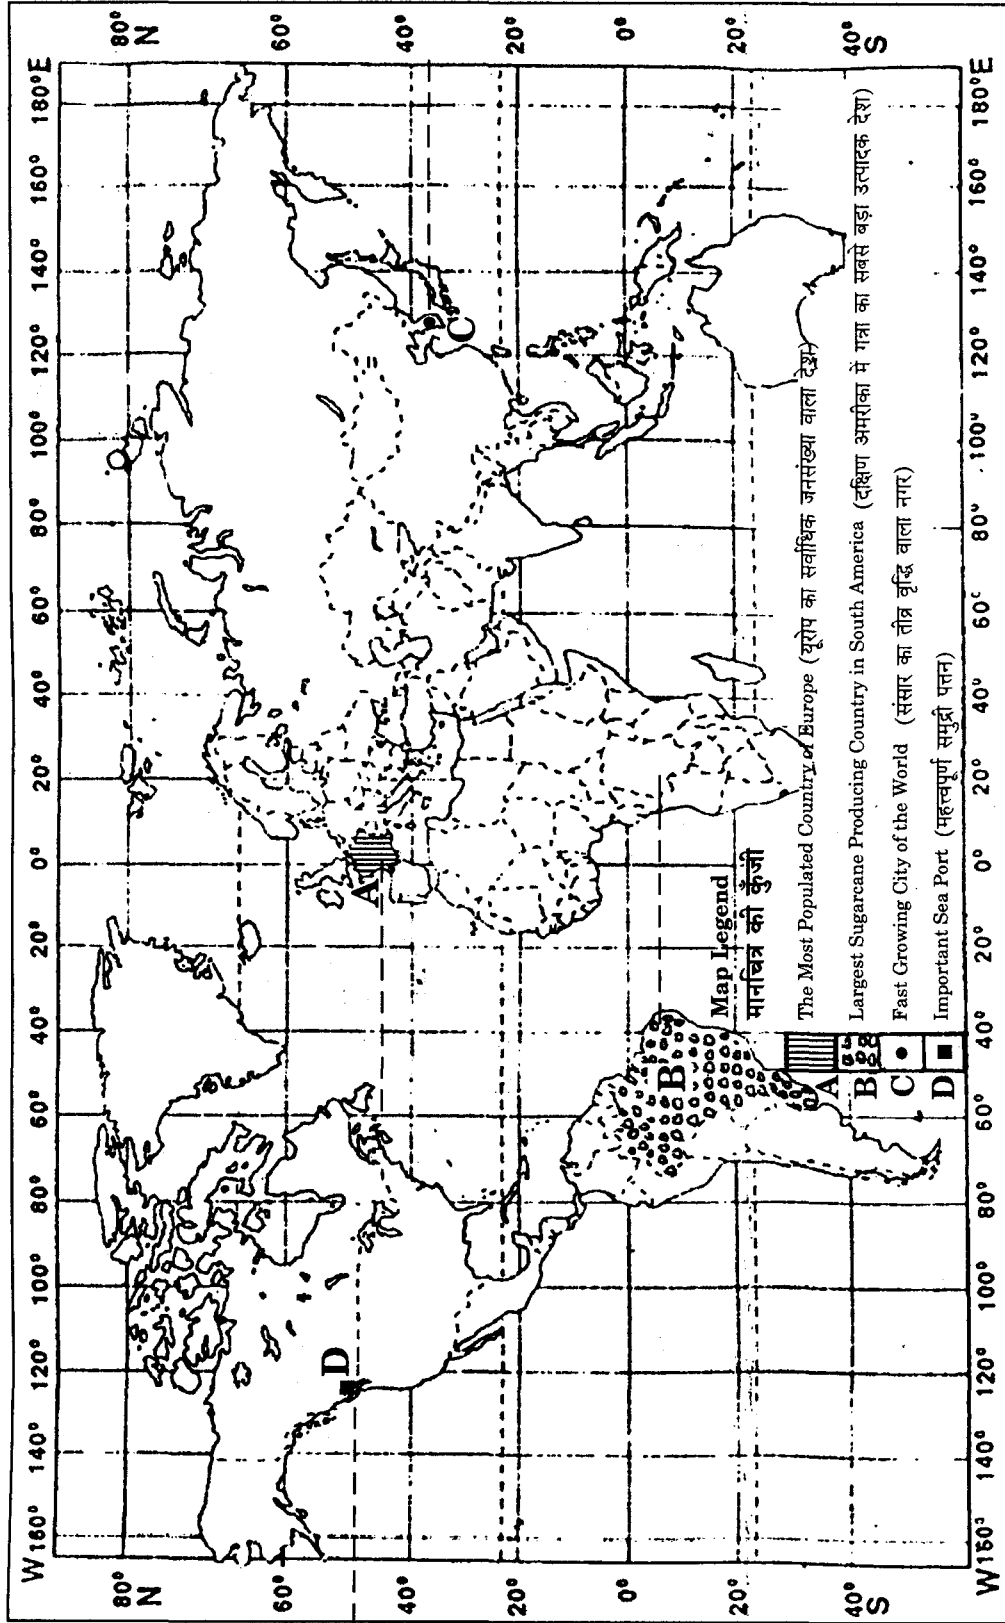 W 160° 140° 120° 100° 80° 60° 40° 20° 0° 20° 40° 60° 80° 100° 120° 140° 160° 180°E
80° 80°
N N
60° 60°
D
A
40° 40°
C
20° 20°
0° 0°
B
Map Legend
मानचित्र की कुंजी
20° 20°
A The Most Populated Country of Europe (यूरोप का सर्वाधिक जनसंख्या वाला देश)
B Largest Sugarcane Producing Country in South America (दक्षिण अमरीका में गन्ना का सबसे बड़ा उत्पादक देश)
40° 40°
S S
C Fast Growing City of the World (संसार का तीव्र वृद्धि वाला नगर)
D Important Sea Port (महत्त्वपूर्ण समुद्री पत्तन)
W 160° 140° 120° 100° 80° 60° 40° 20° 0° 20° 40° 60° 80° 100° 120° 140° 160° 180°E